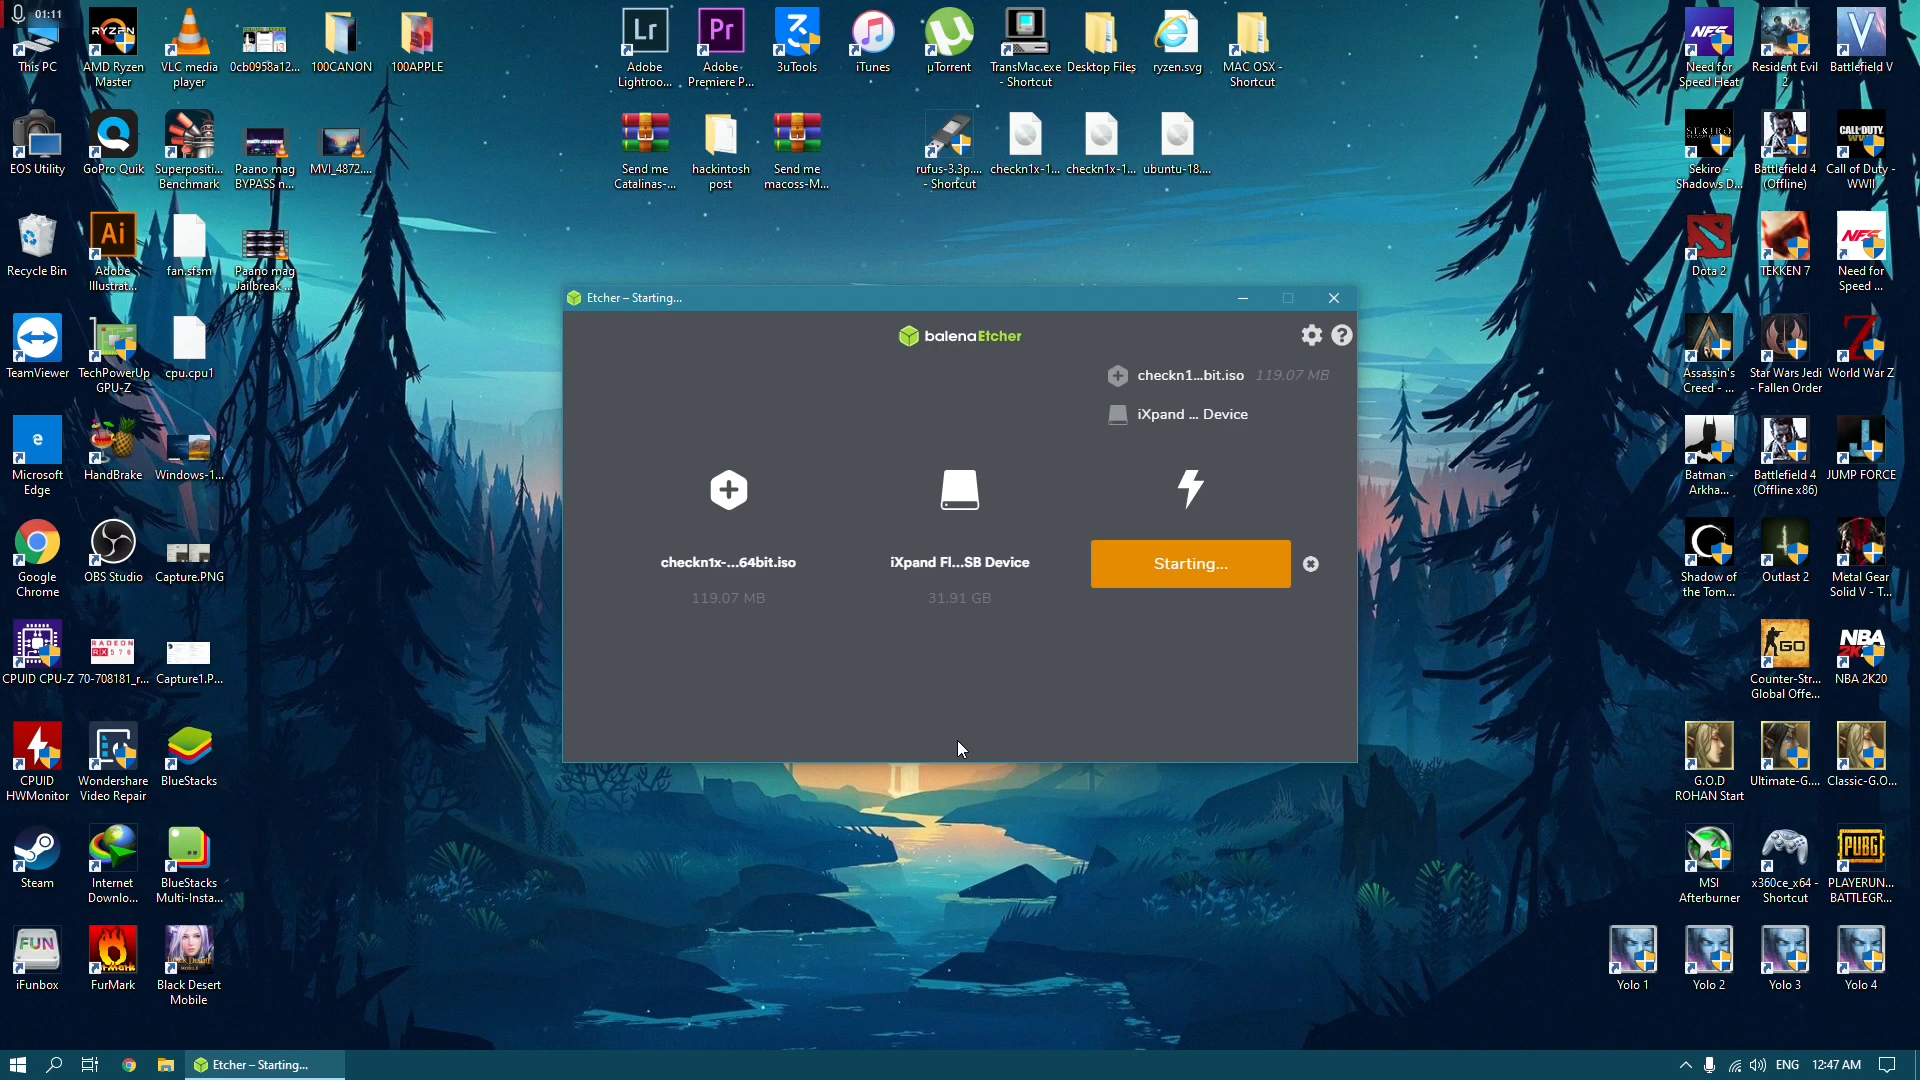 01:11
This PC
AMD Ryzen
Master
VLC media
player
0cb0958a12...
100CANON
100APPLE
Lr
Adobe
Lightroo...
Pr
Adobe
Premiere P...
3uTools
iTunes
µTorrent
TransMac.exe
- Shortcut
Desktop Files
ryzen.svg
MAC OSX -
Shortcut
Need for
Speed Heat
Resident Evil
2
Battlefield V
EOS Utility
GoPro Quik
Superpositi...
Benchmark
Paano mag
BYPASS n...
MVI_4872....
Send me
Catalinas-...
hackintosh
post
Send me
macoss-M...
rufus-3.3p....
- Shortcut
checkn1x-1...
checkn1x-1...
ubuntu-18....
Sekiro -
Shadows D...
Battlefield 4
(Offline)
Call of Duty -
WWII
Recycle Bin
Ai
Adobe
Illustrat...
fan.sfsm
Paano mag
Jailbreak ...
Dota 2
TEKKEN 7
Need for
Speed ...
Etcher – Starting...
balenaEtcher
checkn1...bit.iso 119.07 MB
iXpand ... Device
checkn1x-...64bit.iso
119.07 MB
iXpand Fl...SB Device
31.91 GB
Starting...
TeamViewer
TechPowerUp
GPU-Z
cpu.cpu1
Assassin's
Creed - ...
Star Wars Jedi
- Fallen Order
World War Z
Microsoft
Edge
HandBrake
Windows-1...
Batman -
Arkha...
Battlefield 4
(Offline x86)
JUMP FORCE
Google
Chrome
OBS Studio
Capture.PNG
Shadow of
the Tom...
Outlast 2
Metal Gear
Solid V - T...
CPUID CPU-Z
RADEON
RX 570
70-708181_r...
Capture1.P...
GO
Counter-Str...
Global Offe...
NBA 2K20
CPUID
HWMonitor
Wondershare
Video Repair
BlueStacks
G.O.D
ROHAN Start
Ultimate-G....
Classic-G.O...
Steam
Internet
Downlo...
BlueStacks
Multi-Insta...
MSI
Afterburner
x360ce_x64 -
Shortcut
PUBG
PLAYERUN...
BATTLEGR...
FUN
iFunbox
FurMark
Black Desert
Mobile
Yolo 1
Yolo 2
Yolo 3
Yolo 4
Etcher – Starting...
ENG
12:47 AM